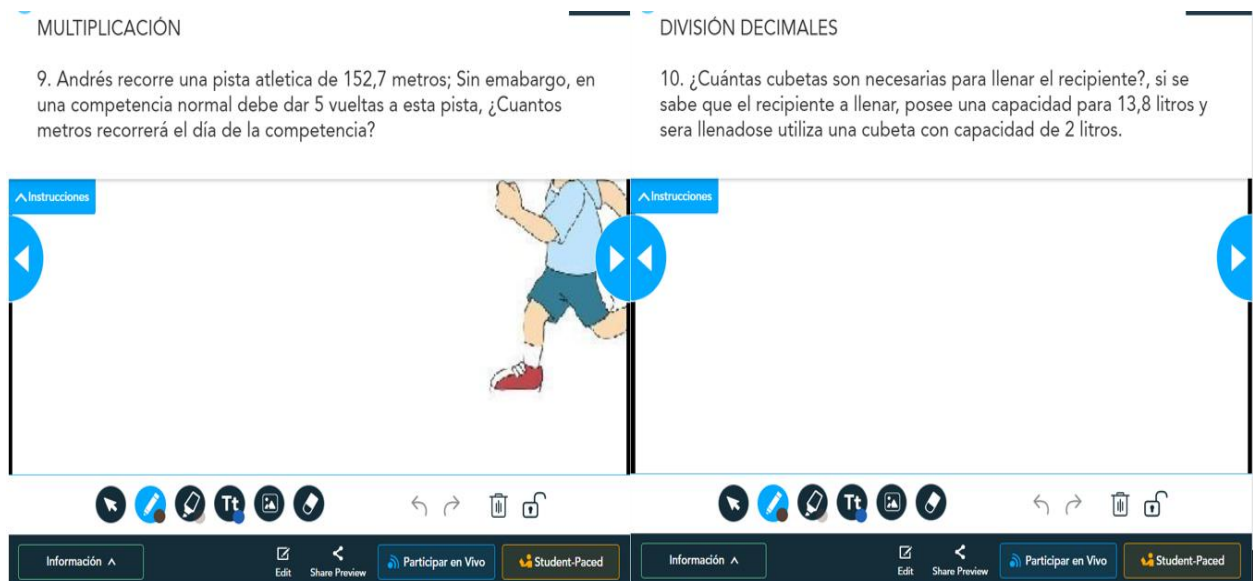 MULTIPLICACIÓN
9. Andrés recorre una pista atletica de 152,7 metros; Sin emabargo, en
una competencia normal debe dar 5 vueltas a esta pista, ¿Cuantos
metros recorrerá el día de la competencia?
Instrucciones
Tt
Información
Edit
Share Preview
Participar en Vivo
Student-Paced
DIVISIÓN DECIMALES
10. ¿Cuántas cubetas son necesarias para llenar el recipiente?, si se
sabe que el recipiente a llenar, posee una capacidad para 13,8 litros y
sera llenadose utiliza una cubeta con capacidad de 2 litros.
Instrucciones
Tt
Información
Edit
Share Preview
Participar en Vivo
Student-Paced